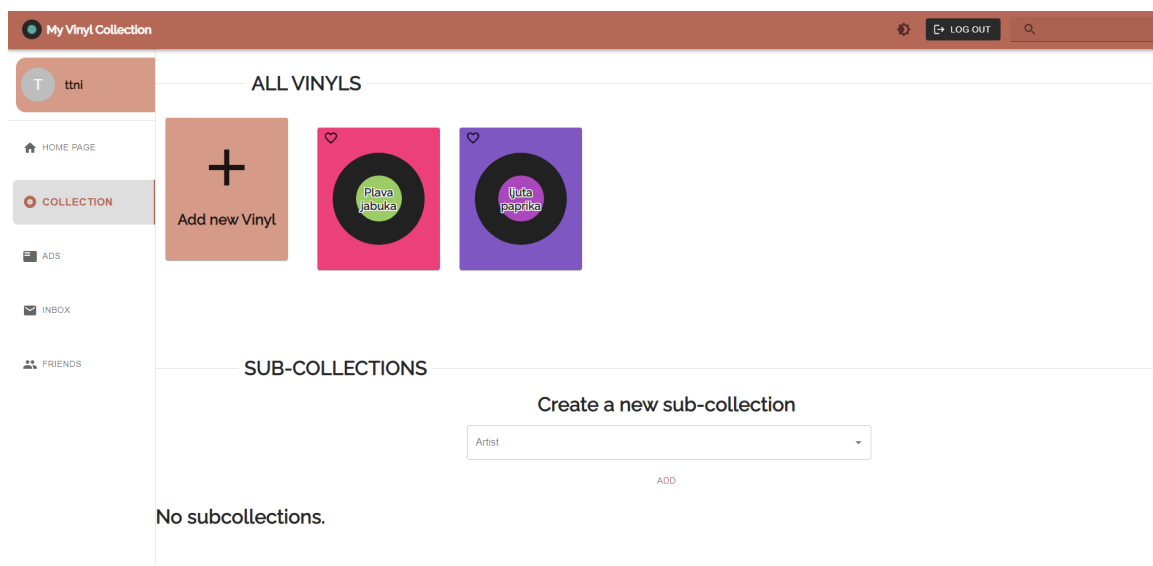 My Vinyl Collection
LOG OUT
T
ttni
HOME PAGE
COLLECTION
ADS
INBOX
FRIENDS
ALL VINYLS
Add new Vinyl
Plava
jabuka
ljuta
paprika
SUB-COLLECTIONS
Create a new sub-collection
Artist
ADD
No subcollections.